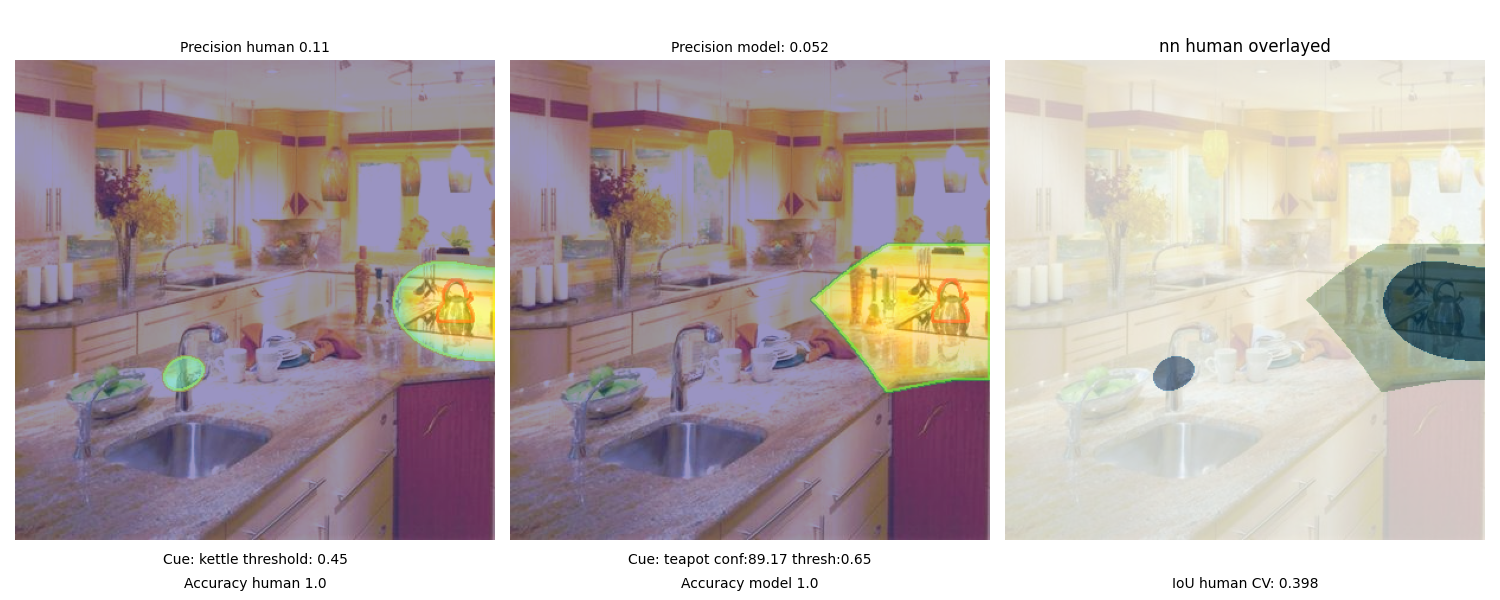 Precision human 0.11
Precision model: 0.052
nn human overlayed
Cue: kettle threshold: 0.45
Cue: teapot conf:89.17 thresh:0.65
Accuracy human 1.0
Accuracy model 1.0
IoU human CV: 0.398